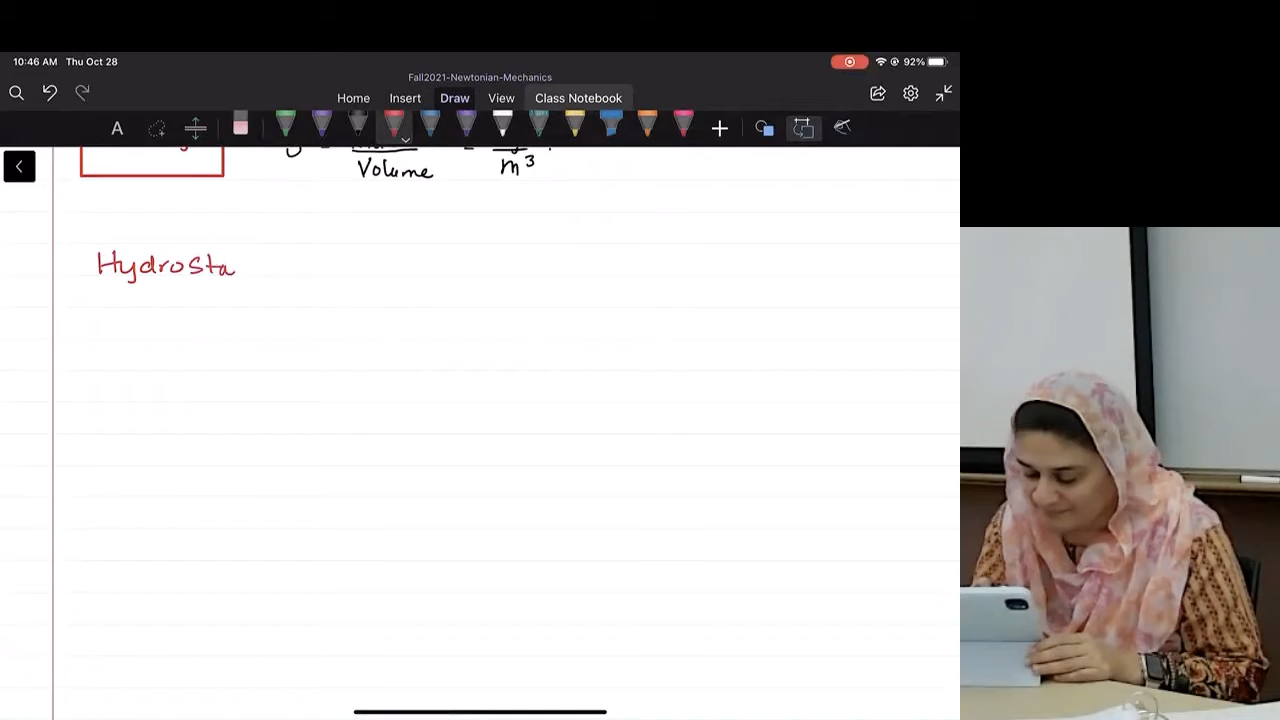 10:46 AM Thu Oct 28
92%
Fall2021-Newtonian-Mechanics
Home Insert Draw View Class Notebook
A
Volume
m³
Hydrosta